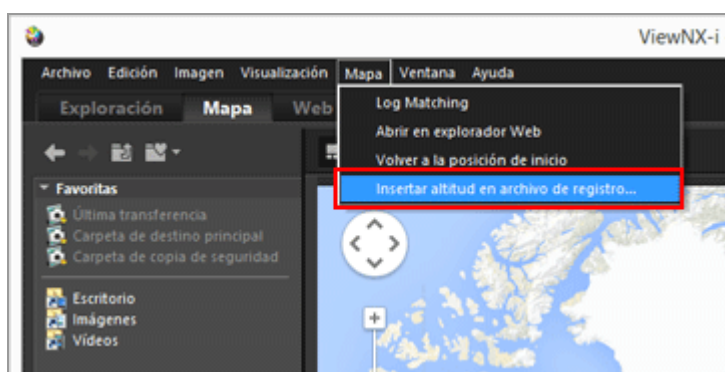 ViewNX-i
Archivo Edición Imagen Visualización Mapa Ventana Ayuda
Exploración Mapa Web
Log Matching
Abrir en explorador Web
Volver a la posición de inicio
Insertar altitud en archivo de registro...
Favoritas
Última transferencia
Carpeta de destino principal
Carpeta de copia de seguridad
Escritorio
Imágenes
Vídeos